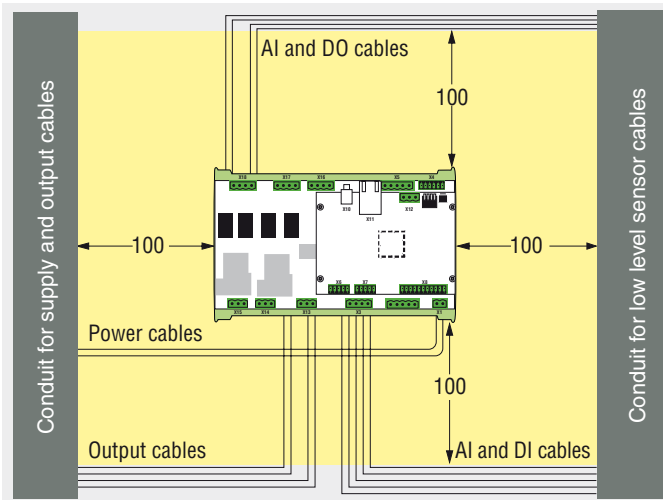 AI and DO cables
100
Conduit for supply and output cables
Conduit for low level sensor cables
X18
X17
X16
X5
X4
X10
X11
X12
100
100
X6
X7
X8
X15
X14
X13
X3
X1
Power cables
100
Output cables
AI and DI cables